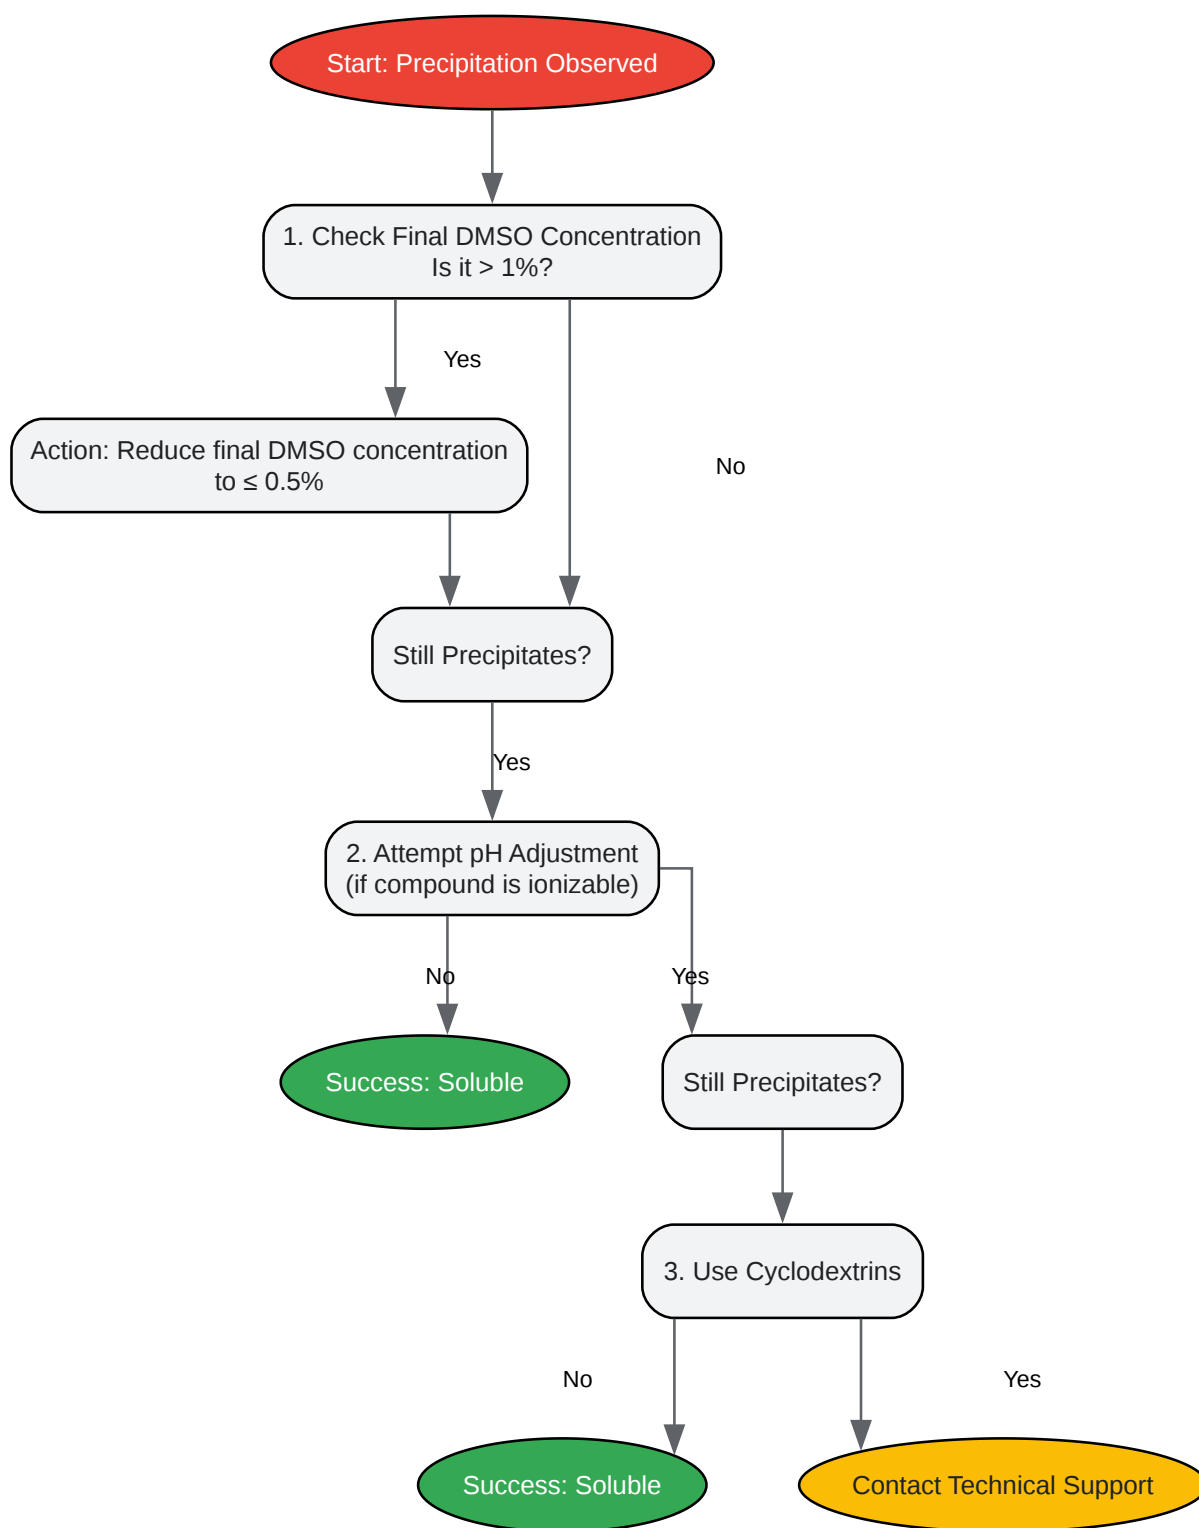 Start: Precipitation Observed
1. Check Final DMSO Concentration
Is it > 1%?
Yes
Action: Reduce final DMSO concentration
to ≤ 0.5%
No
Still Precipitates?
Yes
2. Attempt pH Adjustment
(if compound is ionizable)
No
Yes
Success: Soluble
Still Precipitates?
3. Use Cyclodextrins
No
Yes
Success: Soluble
Contact Technical Support